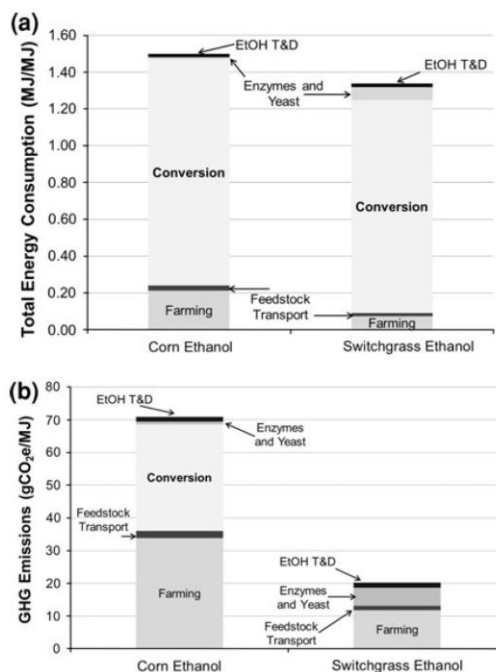 (a)
Total Energy Consumption (MJ/MJ)
1.60
1.40
1.20
1.00
0.80
0.60
0.40
0.20
0.00
EtOH T&D
Enzymes and
Yeast
EtOH T&D
Conversion
Conversion
Feedstock
Transport
Farming
Farming
Corn Ethanol
Switchgrass Ethanol
(b)
GHG Emissions (gCO₂e/MJ)
80
70
60
50
40
30
20
10
0
EtOH T&D
Enzymes
and Yeast
Conversion
Feedstock
Transport
Farming
EtOH T&D
Enzymes
and Yeast
Feedstock
Transport
Farming
Corn Ethanol
Switchgrass Ethanol